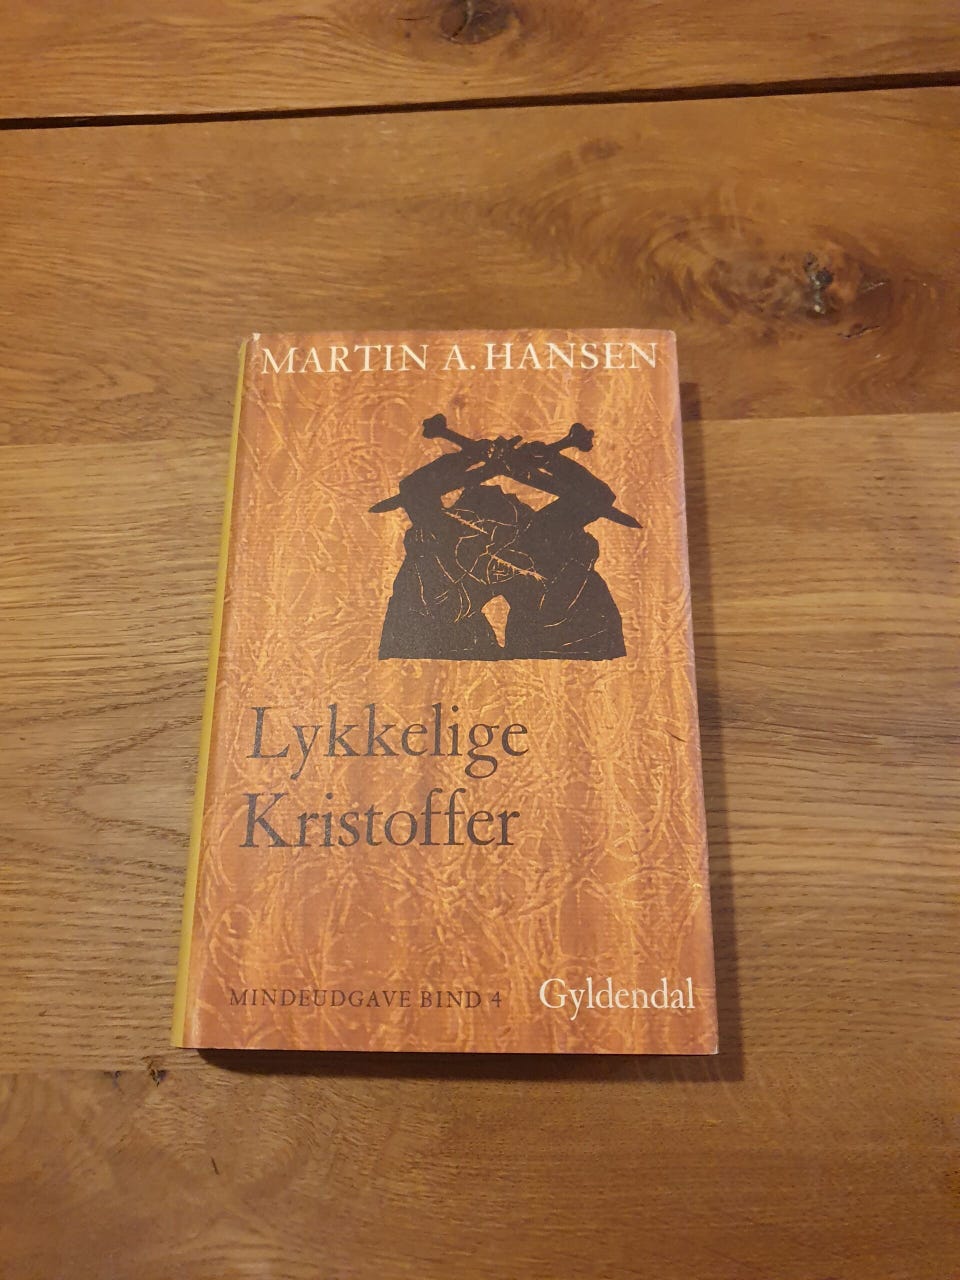 MARTIN A. HANSEN
Lykkelige
Kristoffer
MINDEUDGAVE BIND 4 Gyldendal